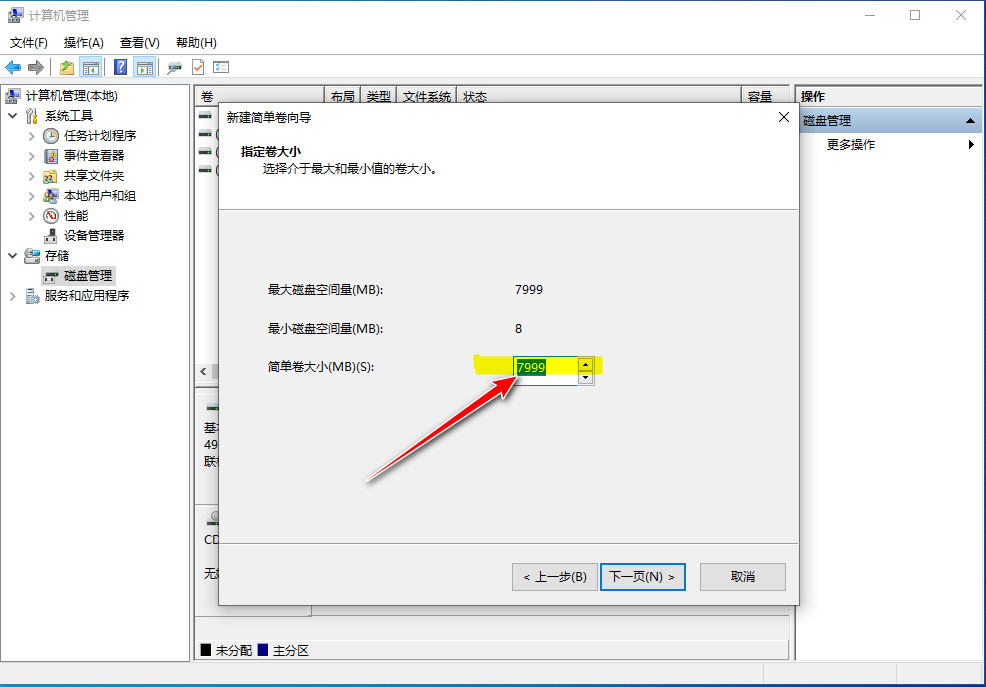 计算机管理
文件(F) 操作(A) 查看(V) 帮助(H)
计算机管理(本地)
系统工具
任务计划程序
事件查看器
共享文件夹
本地用户和组
性能
设备管理器
存储
磁盘管理
服务和应用程序
卷 布局 类型 文件系统 状态 容量
新建简单卷向导
指定卷大小
选择介于最大和最小值的卷大小。
最大磁盘空间量(MB): 7999
最小磁盘空间量(MB): 8
简单卷大小(MB)(S): 7999
< 上一步(B) 下一页(N) > 取消
基
49
联
CD
无
未分配 主分区
操作
磁盘管理
更多操作